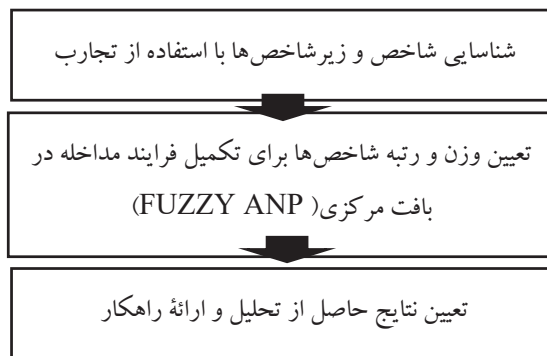 شناسایی شاخص و زیرشاخص‌ها با استفاده از تجارب
تعیین وزن و رتبه شاخص‌ها برای تکمیل فرایند مداخله در
بافت مرکزی( FUZZY ANP)
تعیین نتایج حاصل از تحلیل و ارائۀ راهکار